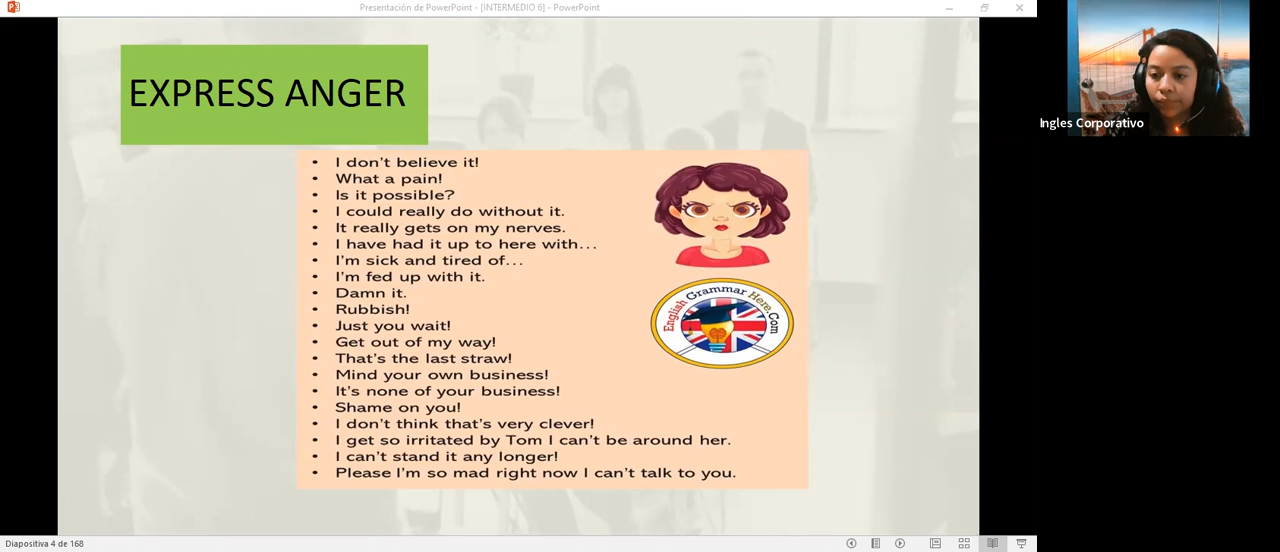 Presentación de PowerPoint - [INTERMEDIO 6] - PowerPoint
EXPRESS ANGER
• I don't believe it!
• What a pain!
• Is it possible?
• I could really do without it.
• It really gets on my nerves.
• I have had it up to here with...
• I'm sick and tired of...
• I'm fed up with it.
• Damn it.
• Rubbish!
• Just you wait!
• Get out of my way!
• That's the last straw!
• Mind your own business!
• It's none of your business!
• Shame on you!
• I don't think that's very clever!
• I get so irritated by Tom I can't be around her.
• I can't stand it any longer!
• Please I'm so mad right now I can't talk to you.
English Grammar Here.Com
Ingles Corporativo
Diapositiva 4 de 168